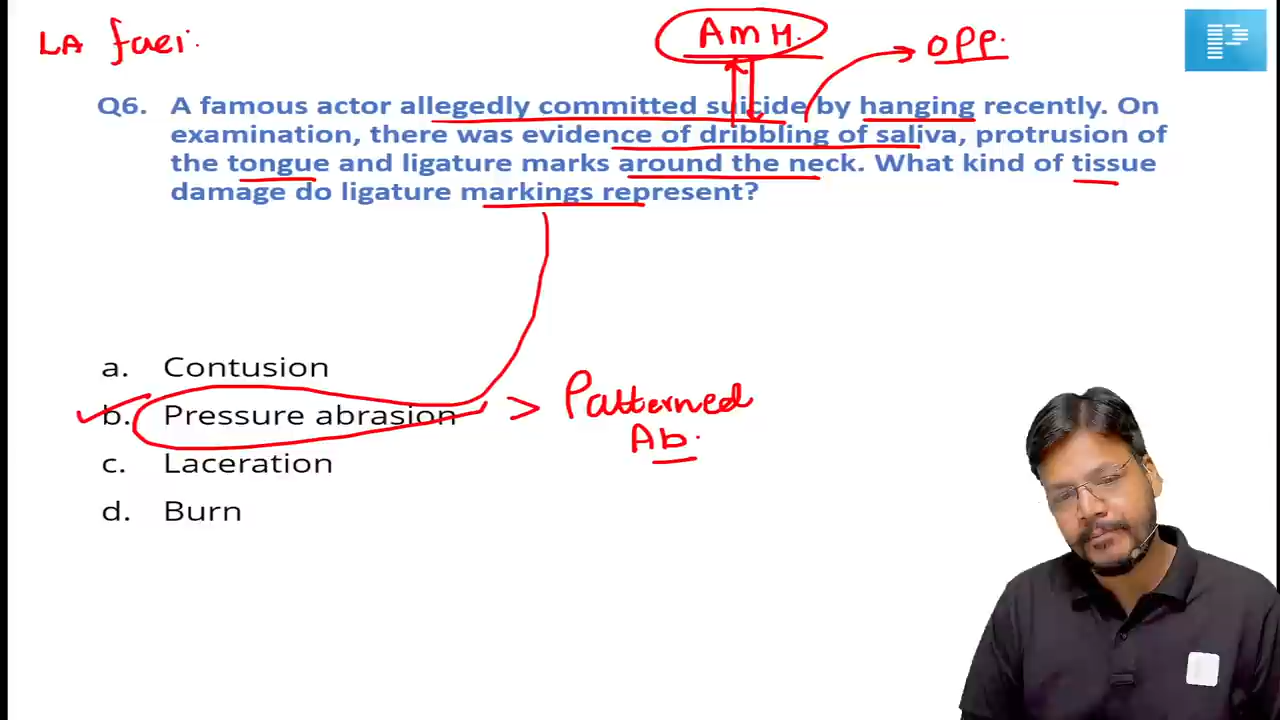 LA faei.
AmH.
opp.
Q6. A famous actor allegedly committed suicide by hanging recently. On
examination, there was evidence of dribbling of saliva, protrusion of
the tongue and ligature marks around the neck. What kind of tissue
damage do ligature markings represent?
a. Contusion
b. Pressure abrasion > Patterned
Ab.
c. Laceration
d. Burn